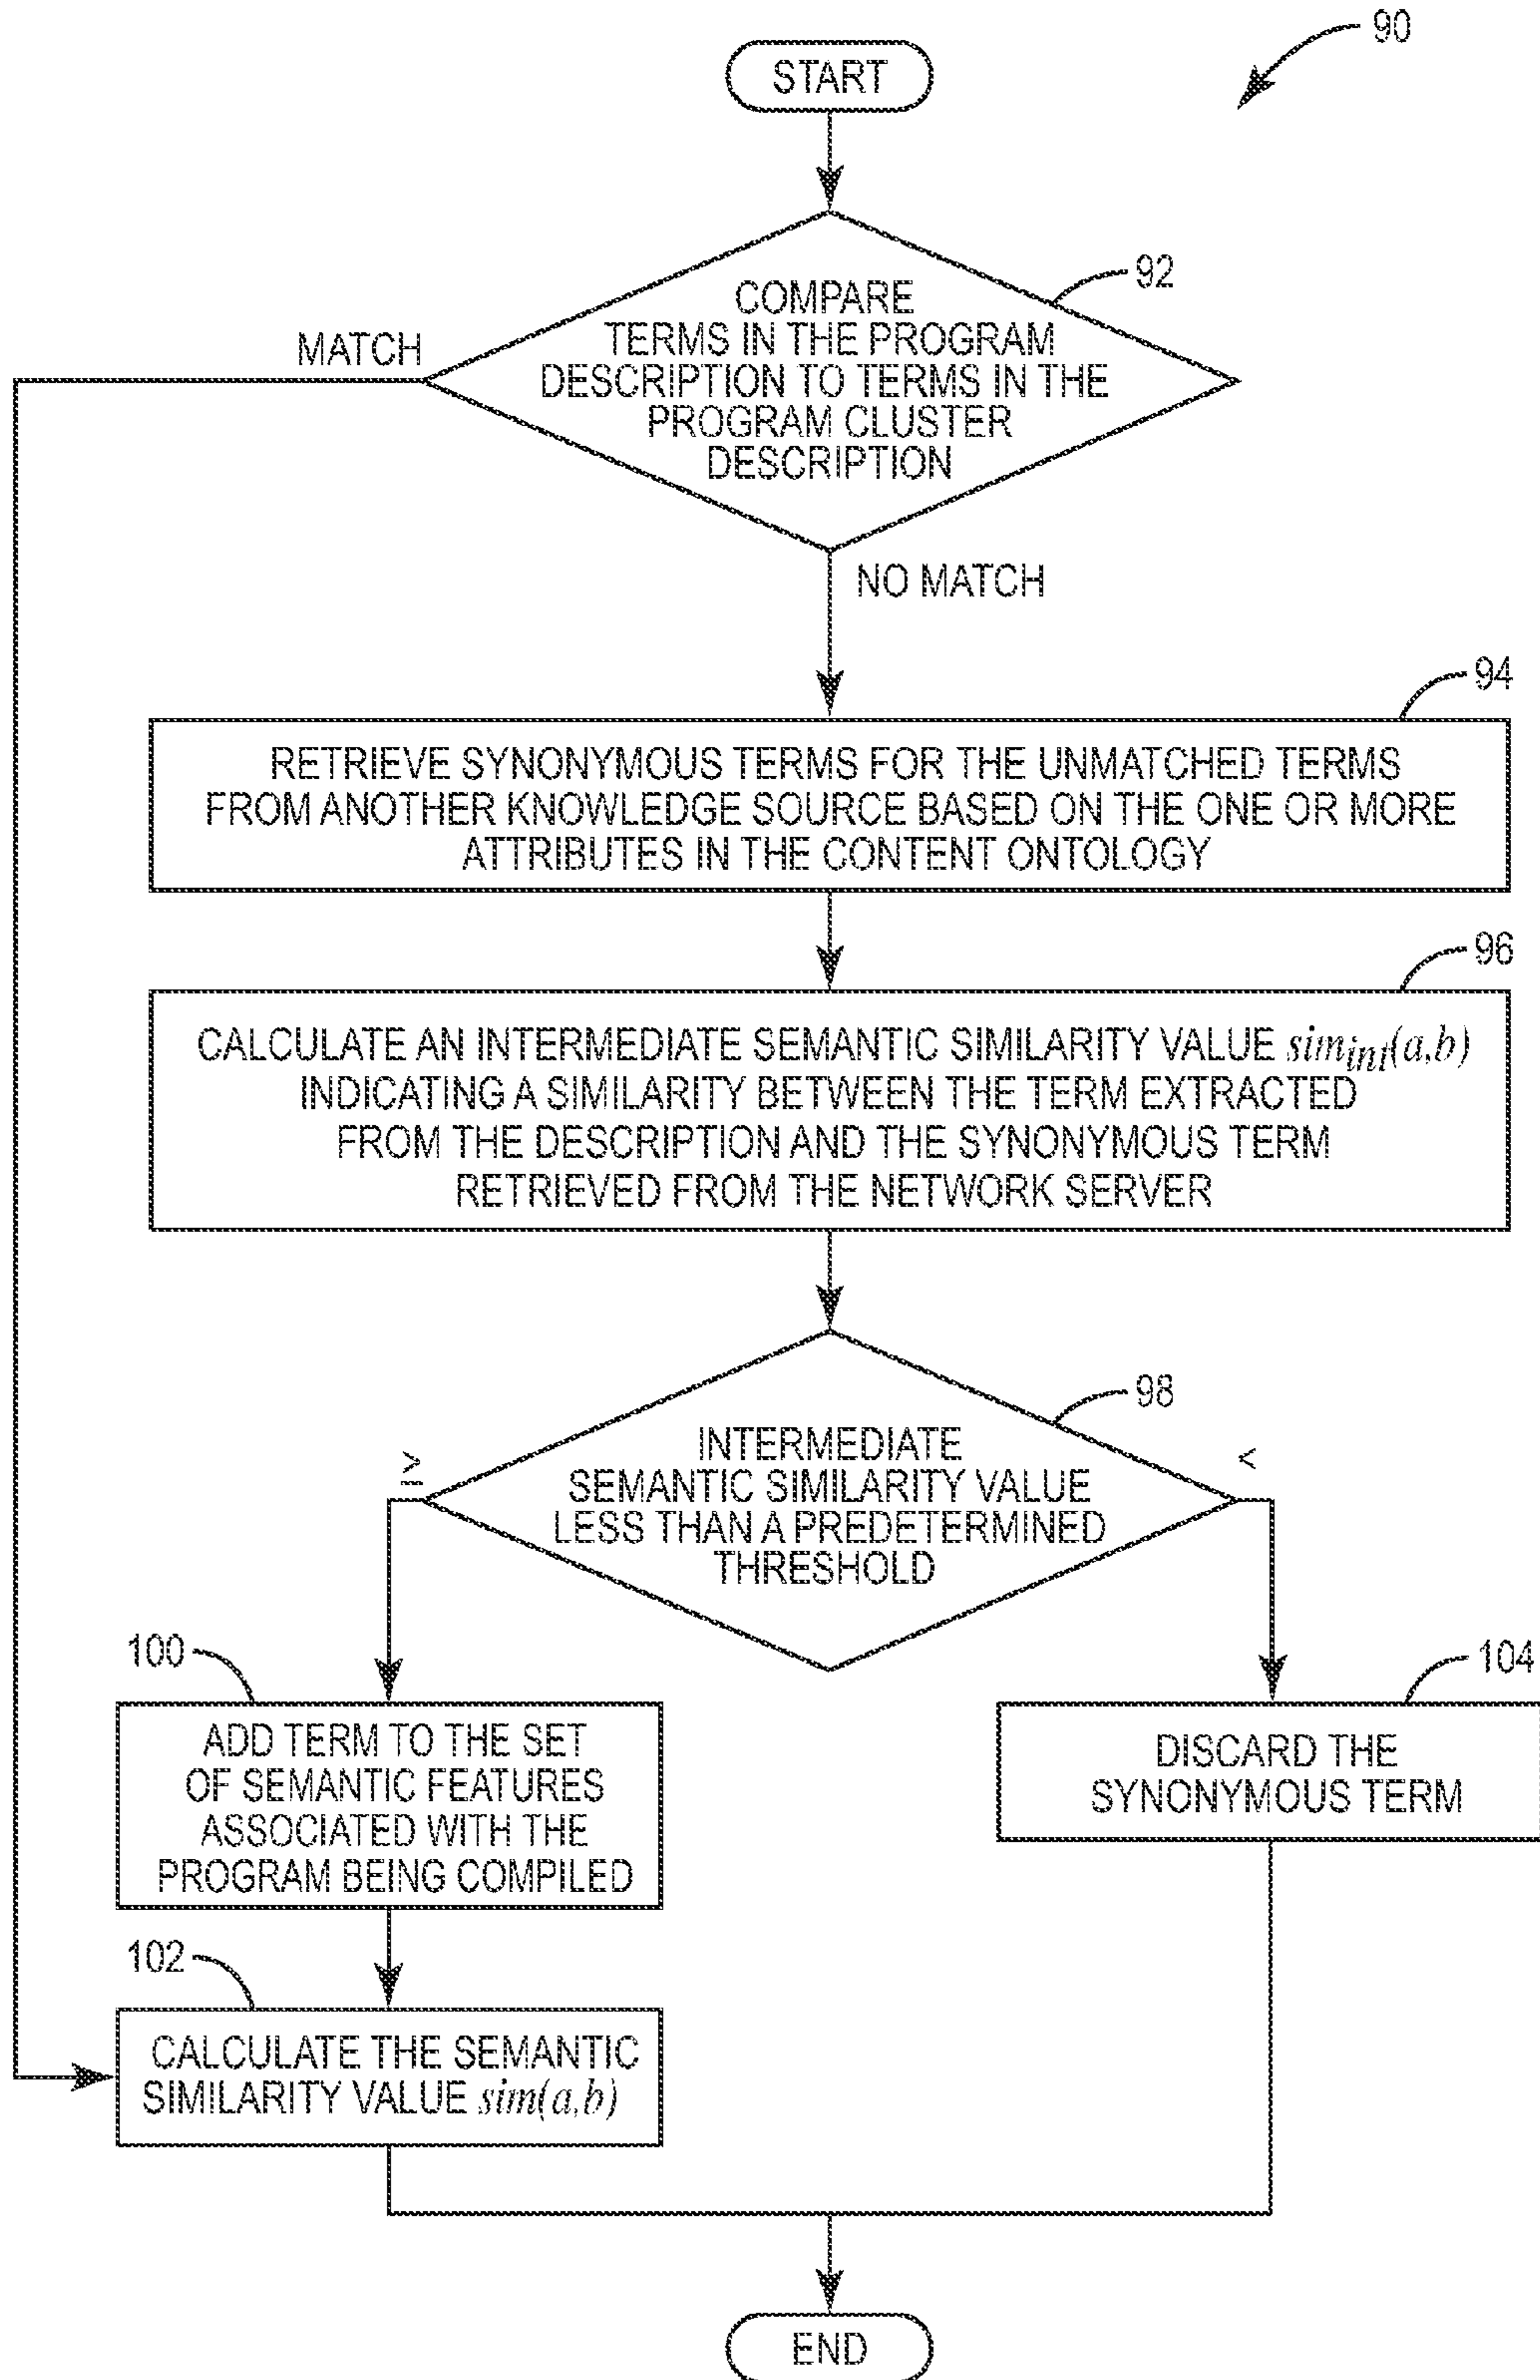 90
START
92
COMPARE
TERMS IN THE PROGRAM
DESCRIPTION TO TERMS IN THE
PROGRAM CLUSTER
DESCRIPTION
MATCH
NO MATCH
94
RETRIEVE SYNONYMOUS TERMS FOR THE UNMATCHED TERMS
FROM ANOTHER KNOWLEDGE SOURCE BASED ON THE ONE OR MORE
ATTRIBUTES IN THE CONTENT ONTOLOGY
96
CALCULATE AN INTERMEDIATE SEMANTIC SIMILARITY VALUE sim_int(a,b)
INDICATING A SIMILARITY BETWEEN THE TERM EXTRACTED
FROM THE DESCRIPTION AND THE SYNONYMOUS TERM
RETRIEVED FROM THE NETWORK SERVER
98
INTERMEDIATE
SEMANTIC SIMILARITY VALUE
LESS THAN A PREDETERMINED
THRESHOLD
≥
<
100
ADD TERM TO THE SET
OF SEMANTIC FEATURES
ASSOCIATED WITH THE
PROGRAM BEING COMPILED
104
DISCARD THE
SYNONYMOUS TERM
102
CALCULATE THE SEMANTIC
SIMILARITY VALUE sim(a,b)
END